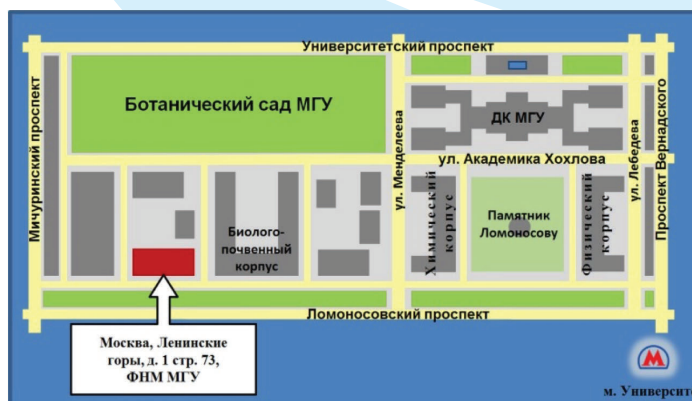 Университетский проспект
Мичуринский проспект
Ботанический сад МГУ
ул. Менделеева
ДК МГУ
ул. Лебедева
Проспект Вернадского
ул. Академика Хохлова
Биолого-
почвенный
корпус
Химический
корпус
Памятник
Ломоносову
Физический
корпус
Ломоносовский проспект
Москва, Ленинские
горы, д. 1 стр. 73,
ФНМ МГУ
М
м. Университе